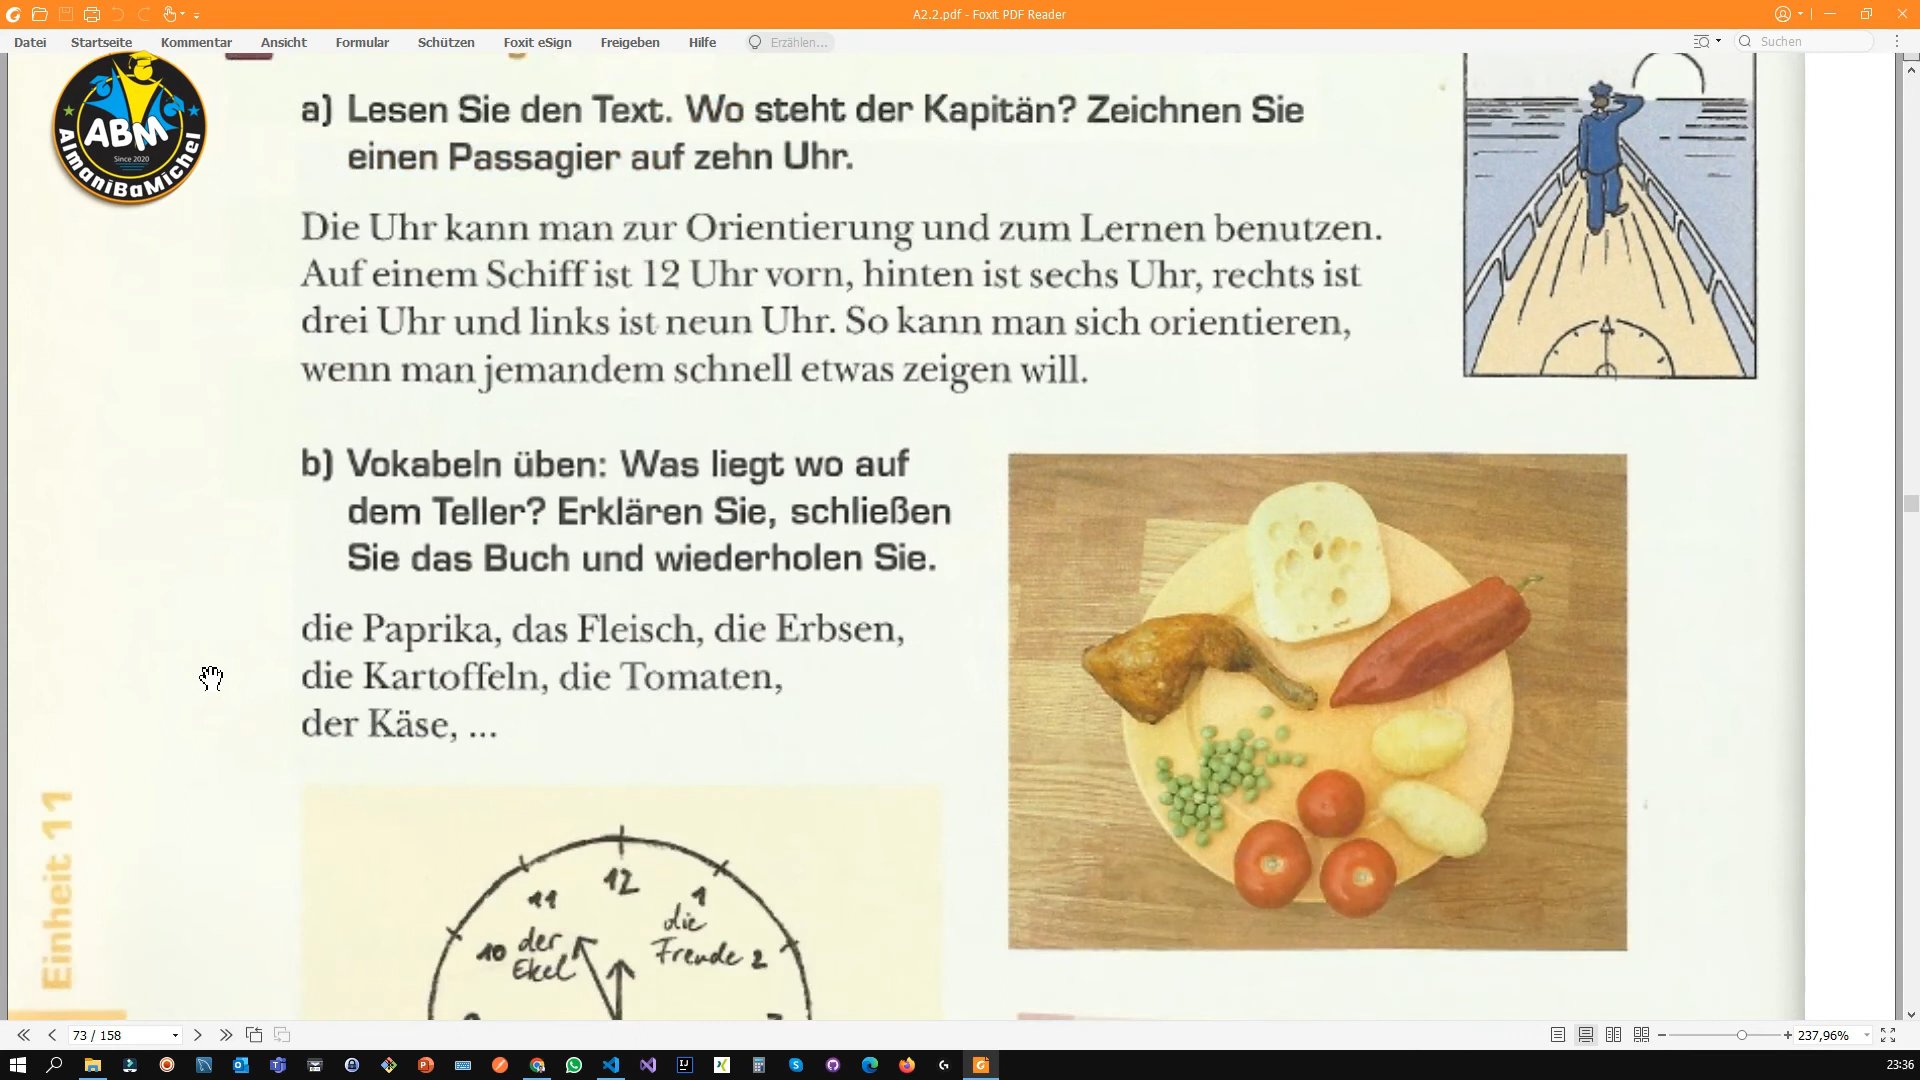 A2.2.pdf - Foxit PDF Reader
Datei Startseite Kommentar Ansicht Formular Schützen Foxit eSign Freigeben Hilfe Erzählen... Suchen
ABM
Since 2020
AlmaniBaMichel
a) Lesen Sie den Text. Wo steht der Kapitän? Zeichnen Sie
einen Passagier auf zehn Uhr.
Die Uhr kann man zur Orientierung und zum Lernen benutzen.
Auf einem Schiff ist 12 Uhr vorn, hinten ist sechs Uhr, rechts ist
drei Uhr und links ist neun Uhr. So kann man sich orientieren,
wenn man jemandem schnell etwas zeigen will.
b) Vokabeln üben: Was liegt wo auf
dem Teller? Erklären Sie, schließen
Sie das Buch und wiederholen Sie.
die Paprika, das Fleisch, die Erbsen,
die Kartoffeln, die Tomaten,
der Käse, ...
Einheit 11
12
11 1
die
10 der Freude 2
Ekel
73 / 158
237,96%
23:36